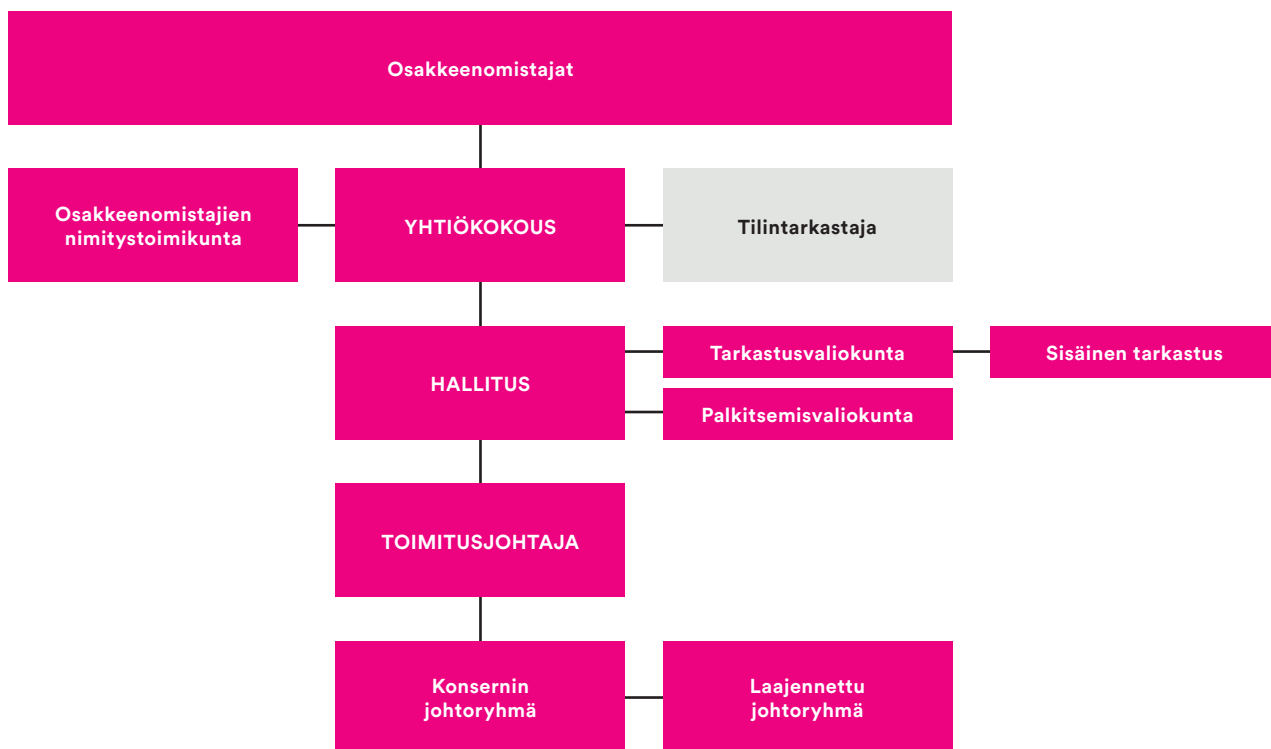 Osakkeenomistajat
Osakkeenomistajien
nimitystoimikunta
YHTIÖKOKOUS
Tilintarkastaja
HALLITUS
Tarkastusvaliokunta
Sisäinen tarkastus
Palkitsemisvaliokunta
TOIMITUSJOHTAJA
Konsernin
johtoryhmä
Laajennettu
johtoryhmä